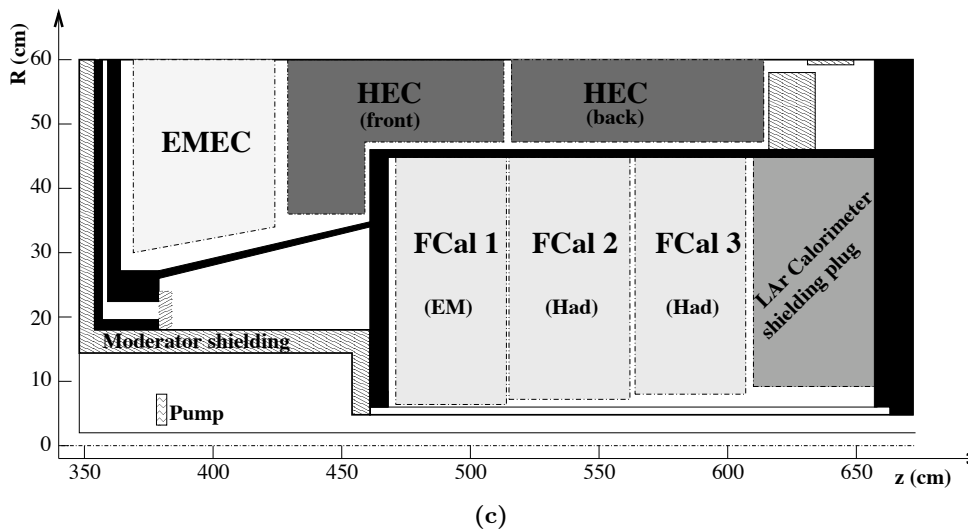 R (cm)
60
50
40
30
20
10
0
EMEC
HEC
(front)
HEC
(back)
FCal 1
(EM)
FCal 2
(Had)
FCal 3
(Had)
LAr Calorimeter
shielding plug
Moderator shielding
Pump
350
400
450
500
550
600
650
z (cm)
(c)